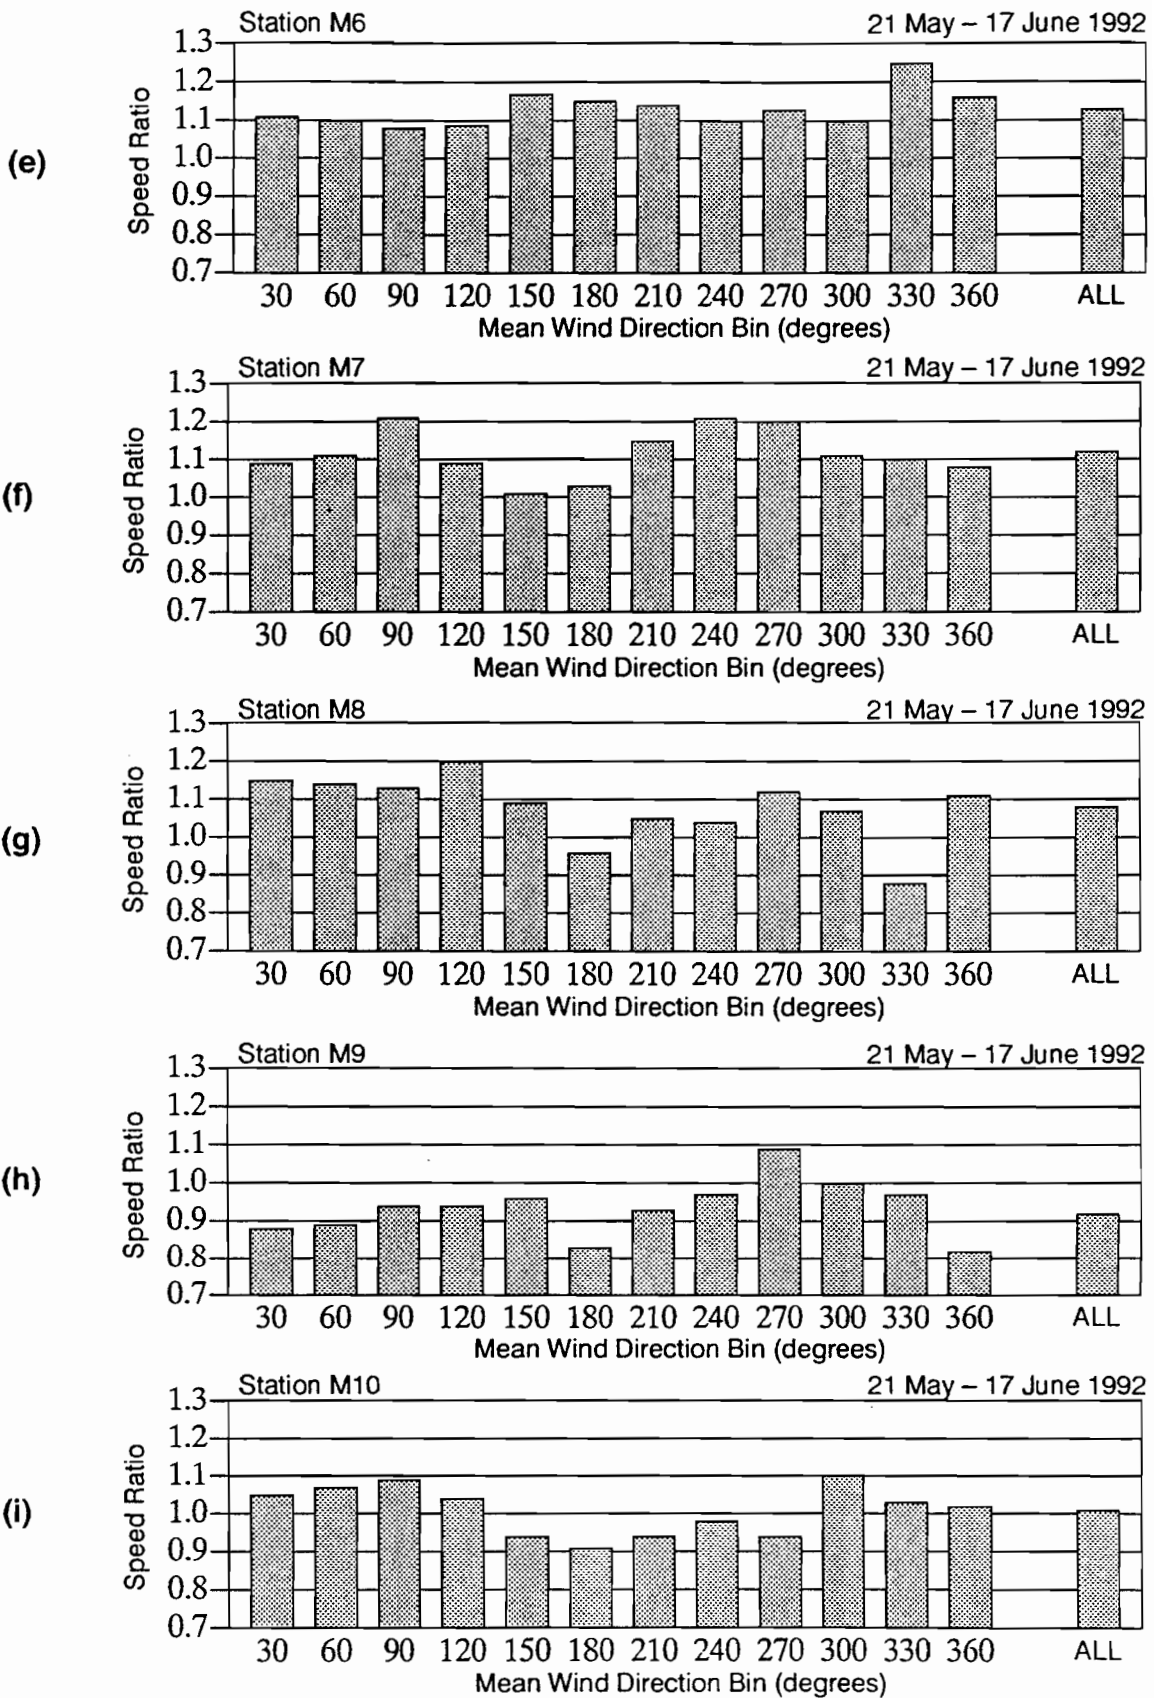 Station M6 21 May – 17 June 1992
(e)
Speed Ratio
1.3
1.2
1.1
1.0
0.9
0.8
0.7
30 60 90 120 150 180 210 240 270 300 330 360 ALL
Mean Wind Direction Bin (degrees)
Station M7 21 May – 17 June 1992
(f)
Speed Ratio
1.3
1.2
1.1
1.0
0.9
0.8
0.7
30 60 90 120 150 180 210 240 270 300 330 360 ALL
Mean Wind Direction Bin (degrees)
Station M8 21 May – 17 June 1992
(g)
Speed Ratio
1.3
1.2
1.1
1.0
0.9
0.8
0.7
30 60 90 120 150 180 210 240 270 300 330 360 ALL
Mean Wind Direction Bin (degrees)
Station M9 21 May – 17 June 1992
(h)
Speed Ratio
1.3
1.2
1.1
1.0
0.9
0.8
0.7
30 60 90 120 150 180 210 240 270 300 330 360 ALL
Mean Wind Direction Bin (degrees)
Station M10 21 May – 17 June 1992
(i)
Speed Ratio
1.3
1.2
1.1
1.0
0.9
0.8
0.7
30 60 90 120 150 180 210 240 270 300 330 360 ALL
Mean Wind Direction Bin (degrees)